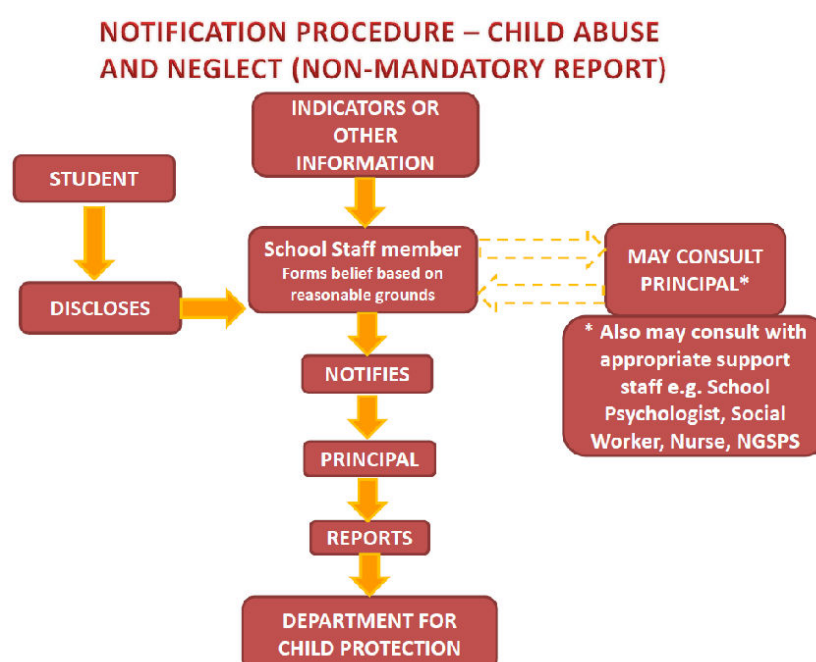 NOTIFICATION PROCEDURE – CHILD ABUSE
AND NEGLECT (NON-MANDATORY REPORT)
INDICATORS OR
OTHER
INFORMATION
STUDENT
DISCLOSES
School Staff member
Forms belief based on
reasonable grounds
MAY CONSULT
PRINCIPAL*
* Also may consult with
appropriate support
staff e.g. School
Psychologist, Social
Worker, Nurse, NGSPS
NOTIFIES
PRINCIPAL
REPORTS
DEPARTMENT FOR
CHILD PROTECTION